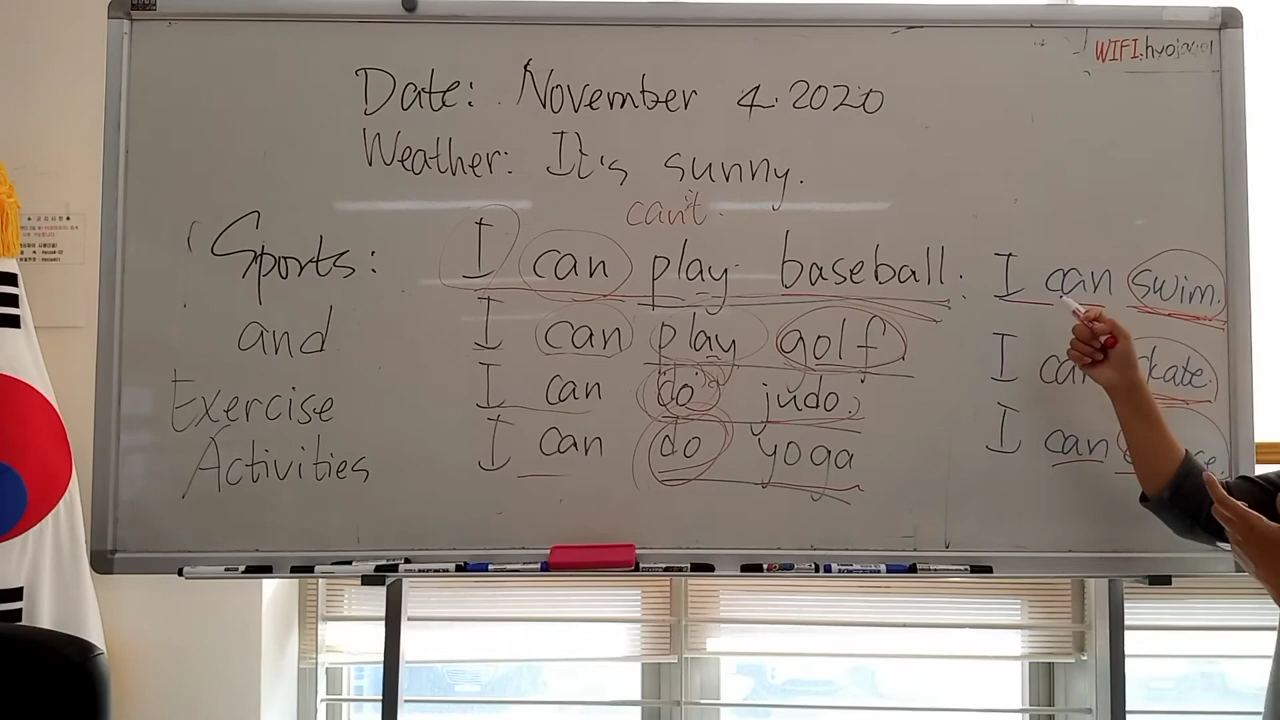 WIFI:
Date: November 4. 2020
Weather: It's sunny.
can't.
Sports: I can play baseball. I can swim.
and I can play golf. I can skate.
Exercise I can do judo. I can
Activities I can do yoga